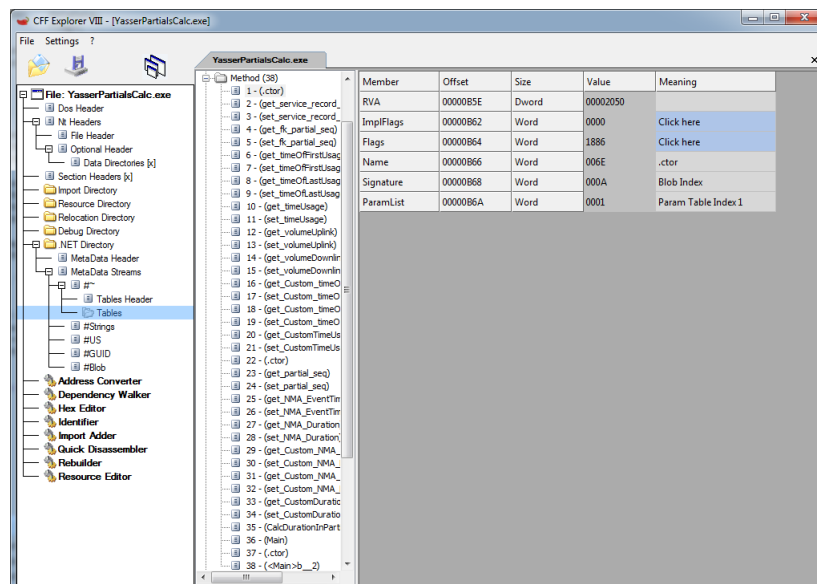 CFF Explorer VIII - [YasserPartialsCalc.exe]
File Settings ?
YasserPartialsCalc.exe
File: YasserPartialsCalc.exe
Dos Header
Nt Headers
File Header
Optional Header
Data Directories [x]
Section Headers [x]
Import Directory
Resource Directory
Relocation Directory
Debug Directory
.NET Directory
MetaData Header
MetaData Streams
#~
Tables Header
Tables
#Strings
#US
#GUID
#Blob
Address Converter
Dependency Walker
Hex Editor
Identifier
Import Adder
Quick Disassembler
Rebuilder
Resource Editor
Method (38)
1 - (.ctor)
2 - (get_service_record_
3 - (set_service_record_
4 - (get_fk_partial_seq)
5 - (set_fk_partial_seq)
6 - (get_timeOfFirstUsag
7 - (set_timeOfFirstUsag
8 - (get_timeOfLastUsag
9 - (set_timeOfLastUsag
10 - (get_timeUsage)
11 - (set_timeUsage)
12 - (get_volumeUplink)
13 - (set_volumeUplink)
14 - (get_volumeDownlin
15 - (set_volumeDownlin
16 - (get_Custom_timeO
17 - (set_Custom_timeO
18 - (get_Custom_timeO
19 - (set_Custom_timeO
20 - (get_CustomTimeUs
21 - (set_CustomTimeUs
22 - (.ctor)
23 - (get_partial_seq)
24 - (set_partial_seq)
25 - (get_NMA_EventTim
26 - (set_NMA_EventTim
27 - (get_NMA_Duration
28 - (set_NMA_Duration)
29 - (get_Custom_NMA_
30 - (set_Custom_NMA_
31 - (get_Custom_NMA_
32 - (set_Custom_NMA_
33 - (get_CustomDuratic
34 - (set_CustomDuratio
35 - (CalcDurationInPart
36 - (Main)
37 - (.ctor)
38 - (<Main>b__2)
Member Offset Size Value Meaning
RVA 00000B5E Dword 00002050
ImplFlags 00000B62 Word 0000 Click here
Flags 00000B64 Word 1886 Click here
Name 00000B66 Word 006E .ctor
Signature 00000B68 Word 000A Blob Index
ParamList 00000B6A Word 0001 Param Table Index 1